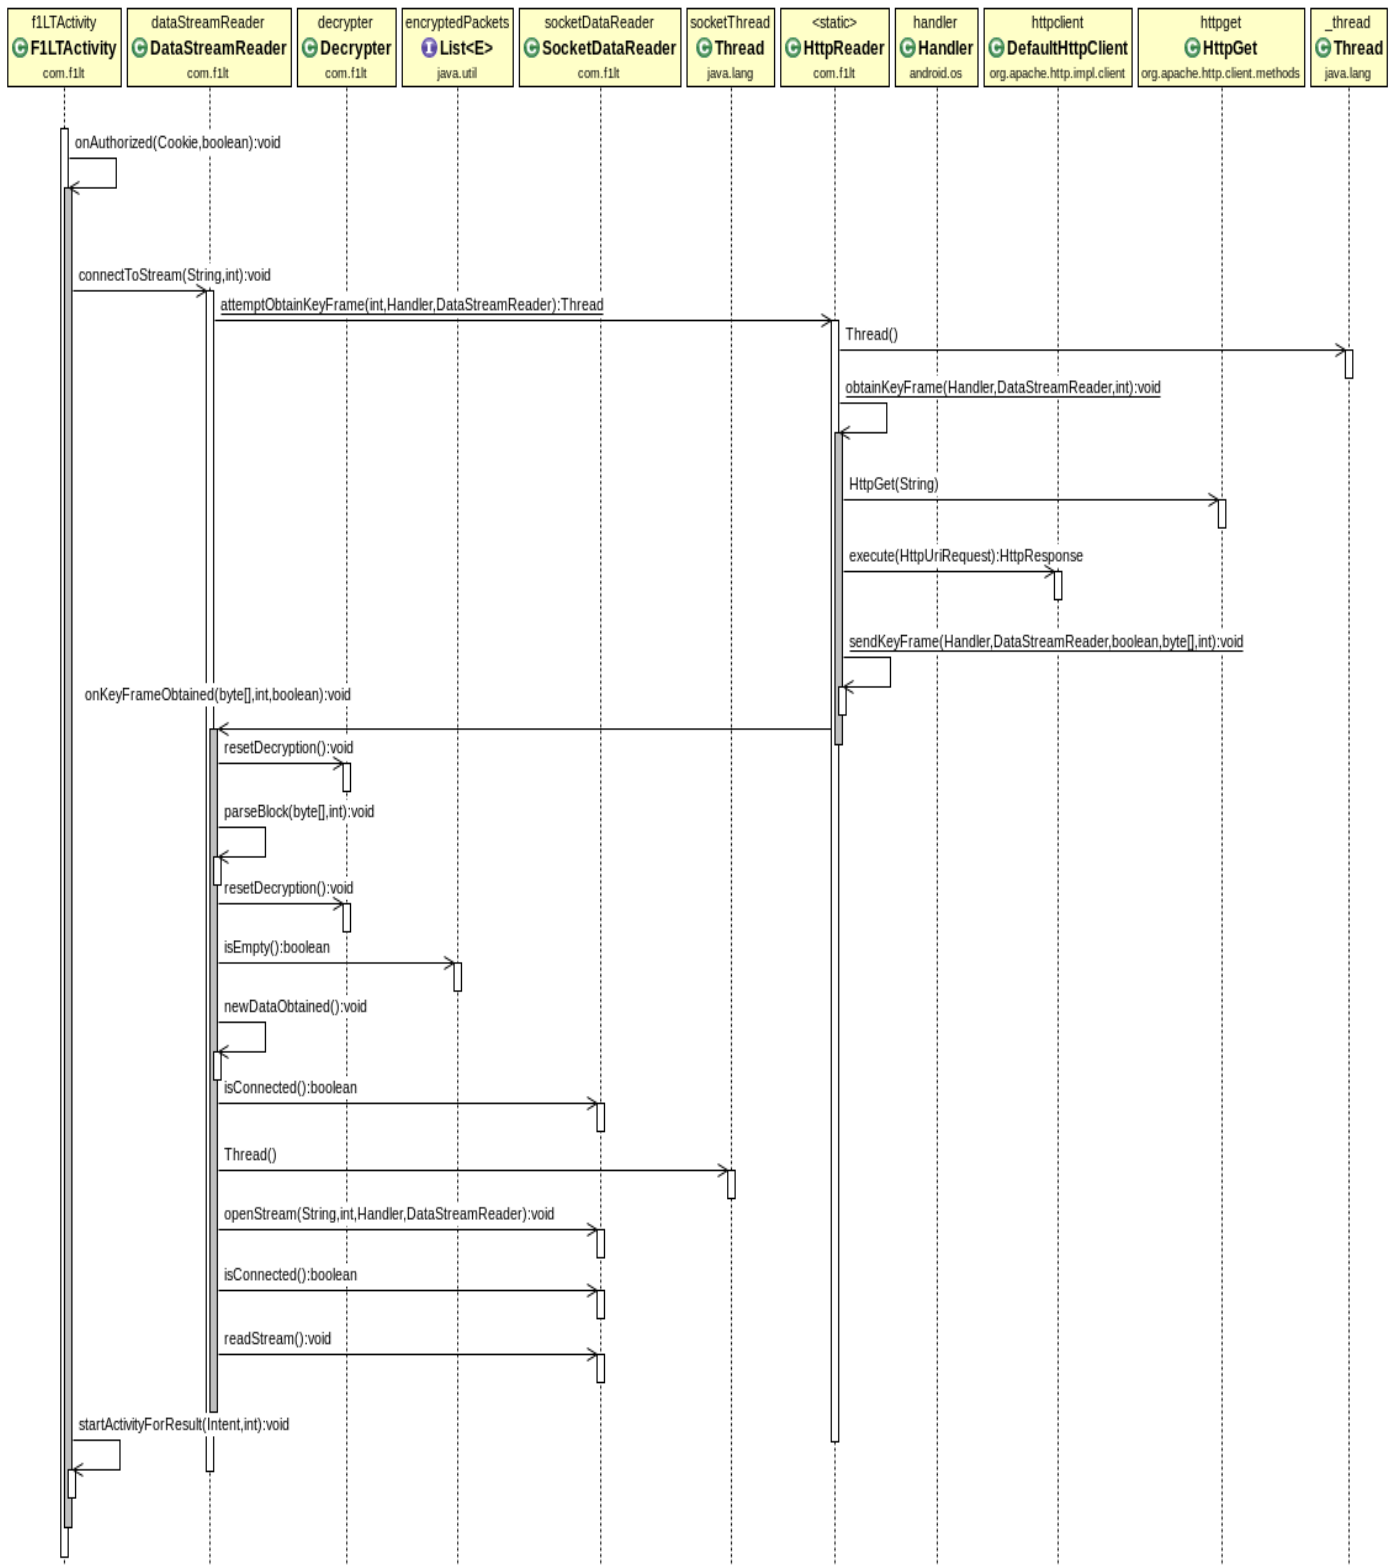 f1LTActivity
F1LTActivity
com.f1lt
dataStreamReader
DataStreamReader
com.f1lt
decrypter
Decrypter
com.f1lt
encryptedPackets
List<E>
java.util
socketDataReader
SocketDataReader
com.f1lt
socketThread
Thread
java.lang
<static>
HttpReader
com.f1lt
handler
Handler
android.os
httpclient
DefaultHttpClient
org.apache.http.impl.client
httpget
HttpGet
org.apache.http.client.methods
_thread
Thread
java.lang
onAuthorized(Cookie,boolean):void
connectToStream(String,int):void
attemptObtainKeyFrame(int,Handler,DataStreamReader):Thread
Thread()
obtainKeyFrame(Handler,DataStreamReader,int):void
HttpGet(String)
execute(HttpUriRequest):HttpResponse
sendKeyFrame(Handler,DataStreamReader,boolean,byte[],int):void
onKeyFrameObtained(byte[],int,boolean):void
resetDecryption():void
parseBlock(byte[],int):void
resetDecryption():void
isEmpty():boolean
newDataObtained():void
isConnected():boolean
Thread()
openStream(String,int,Handler,DataStreamReader):void
isConnected():boolean
readStream():void
startActivityForResult(Intent,int):void